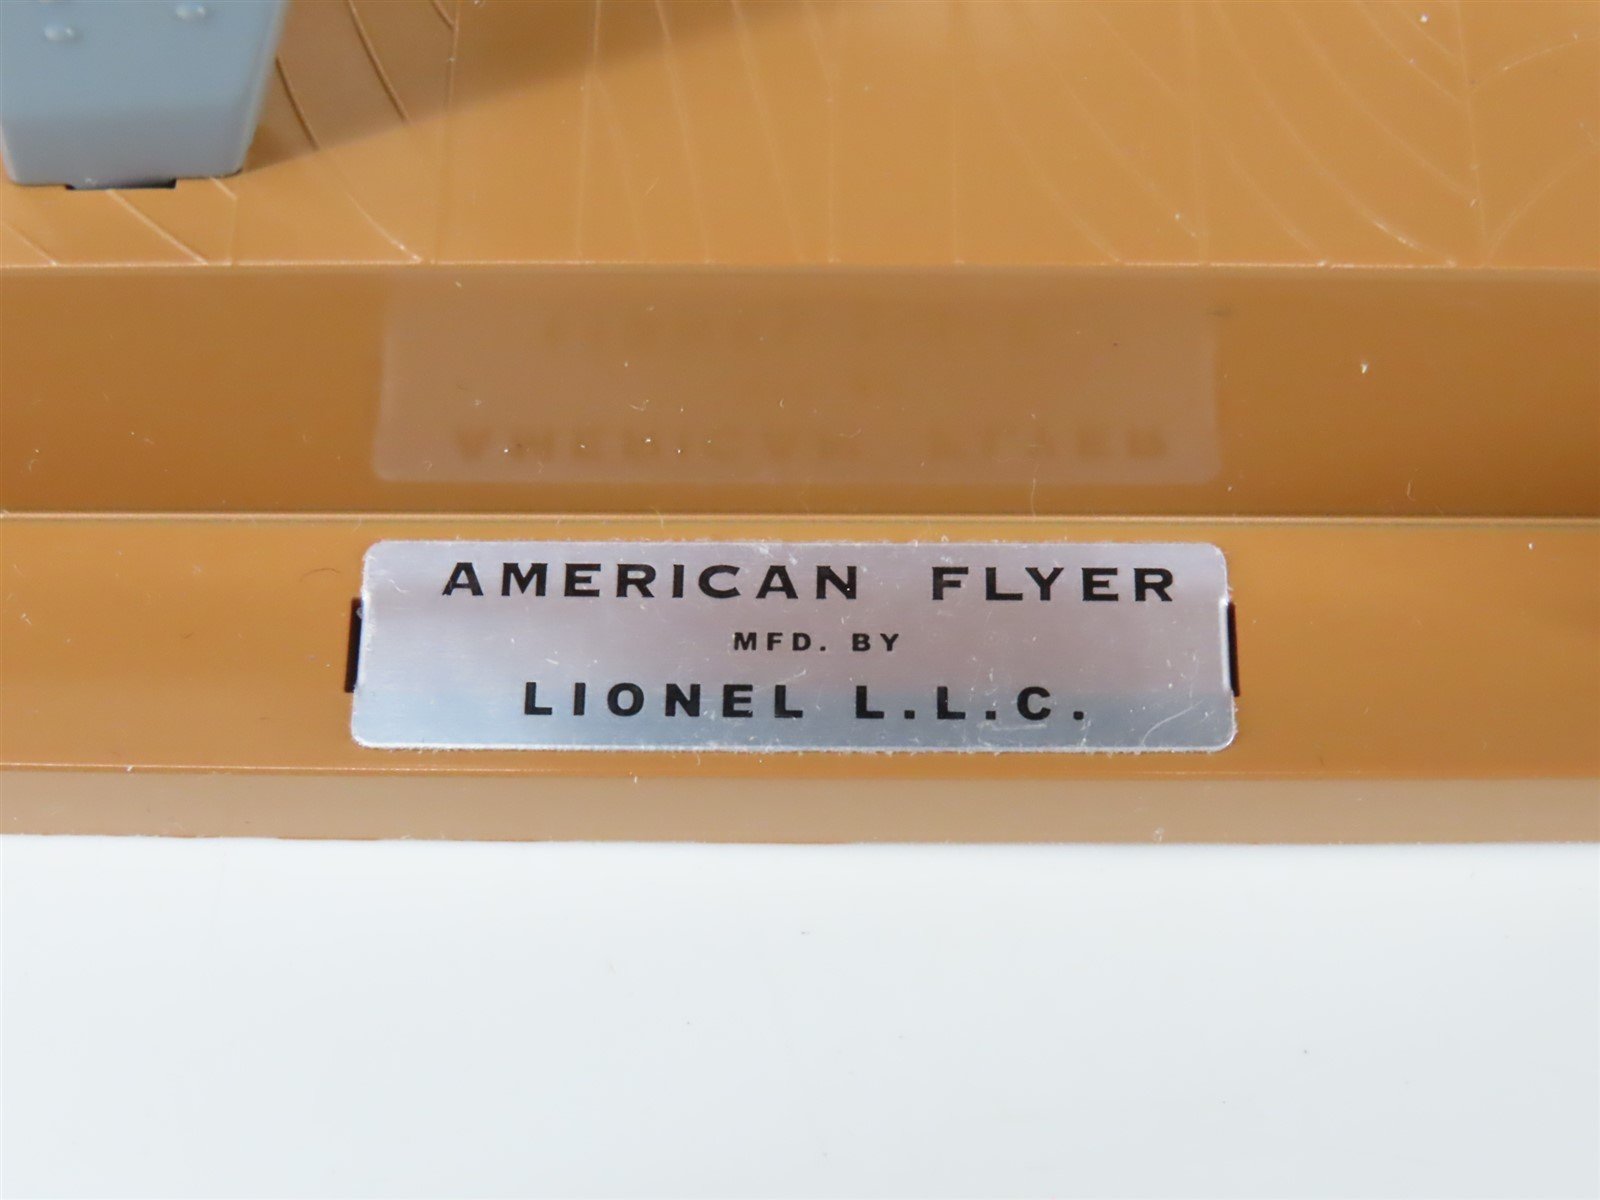 AMERICAN FLYER
MFD. BY
LIONEL L.L.C.